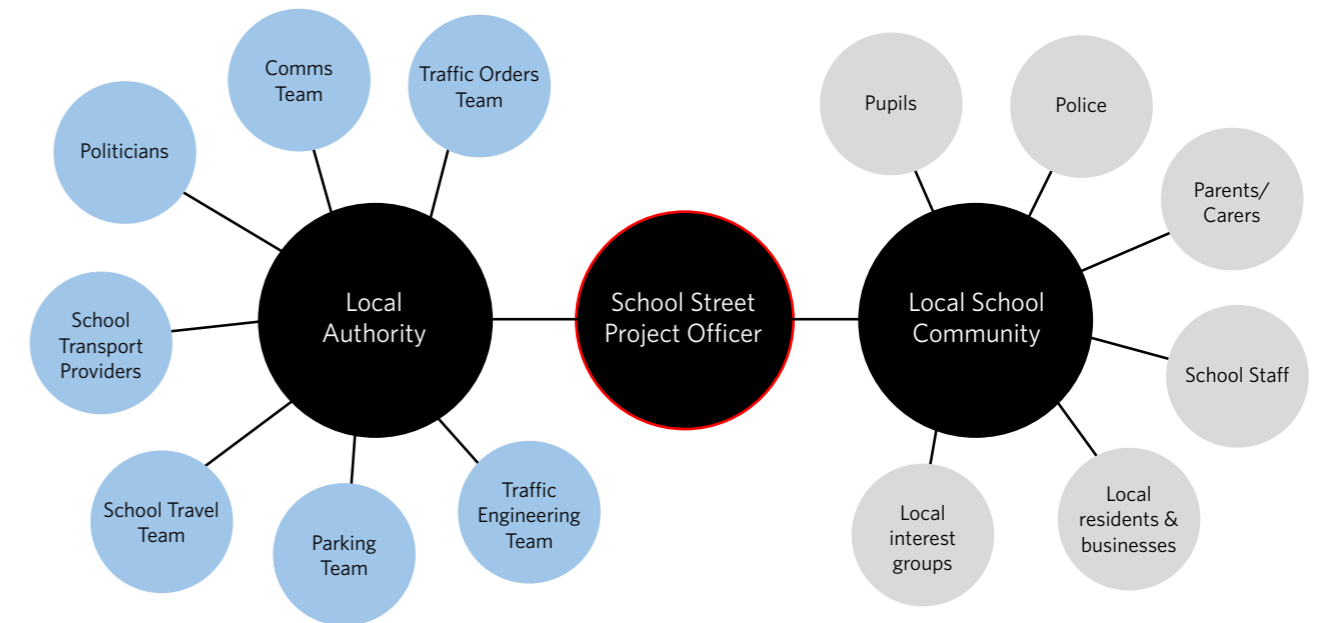 Comms
Team
Traffic Orders
Team
Politicians
Local
Authority
School
Transport
Providers
School Travel
Team
Parking
Team
Traffic
Engineering
Team
School Street
Project Officer
Pupils
Police
Parents/
Carers
Local School
Community
School Staff
Local
residents &
businesses
Local
interest
groups